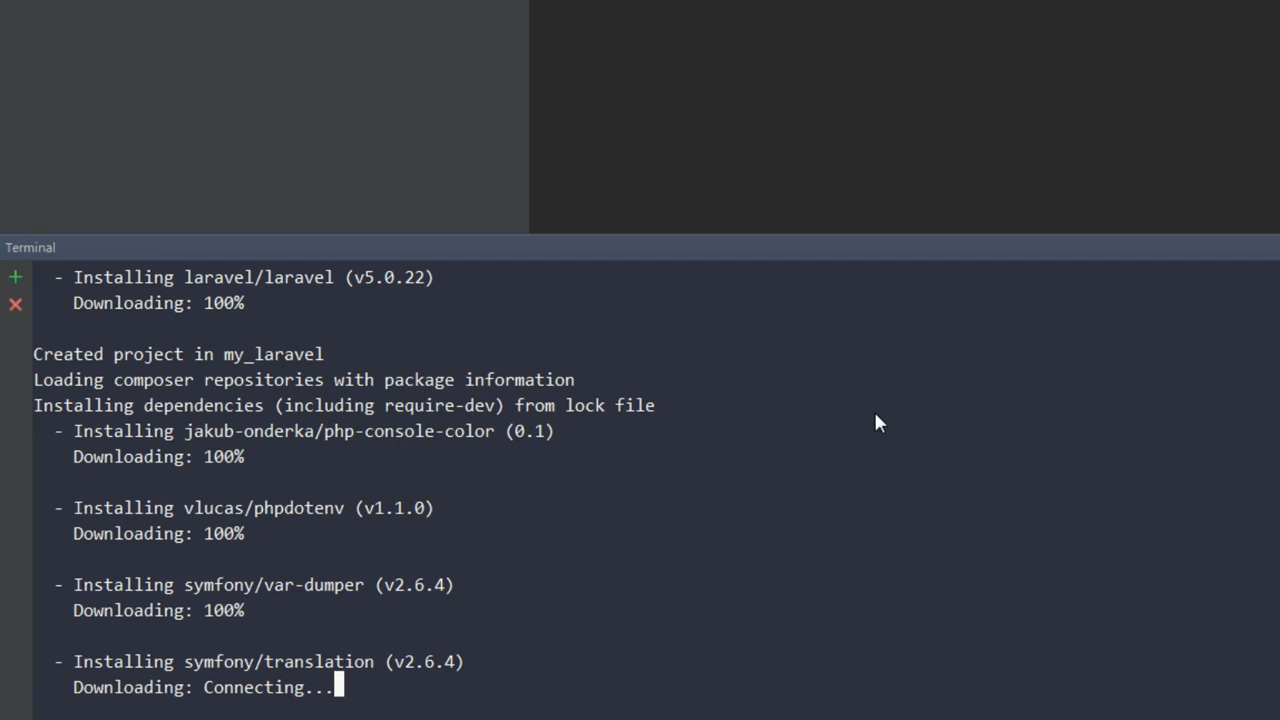 Terminal
- Installing laravel/laravel (v5.0.22)
Downloading: 100%
Created project in my_laravel
Loading composer repositories with package information
Installing dependencies (including require-dev) from lock file
- Installing jakub-onderka/php-console-color (0.1)
Downloading: 100%
- Installing vlucas/phpdotenv (v1.1.0)
Downloading: 100%
- Installing symfony/var-dumper (v2.6.4)
Downloading: 100%
- Installing symfony/translation (v2.6.4)
Downloading: Connecting...